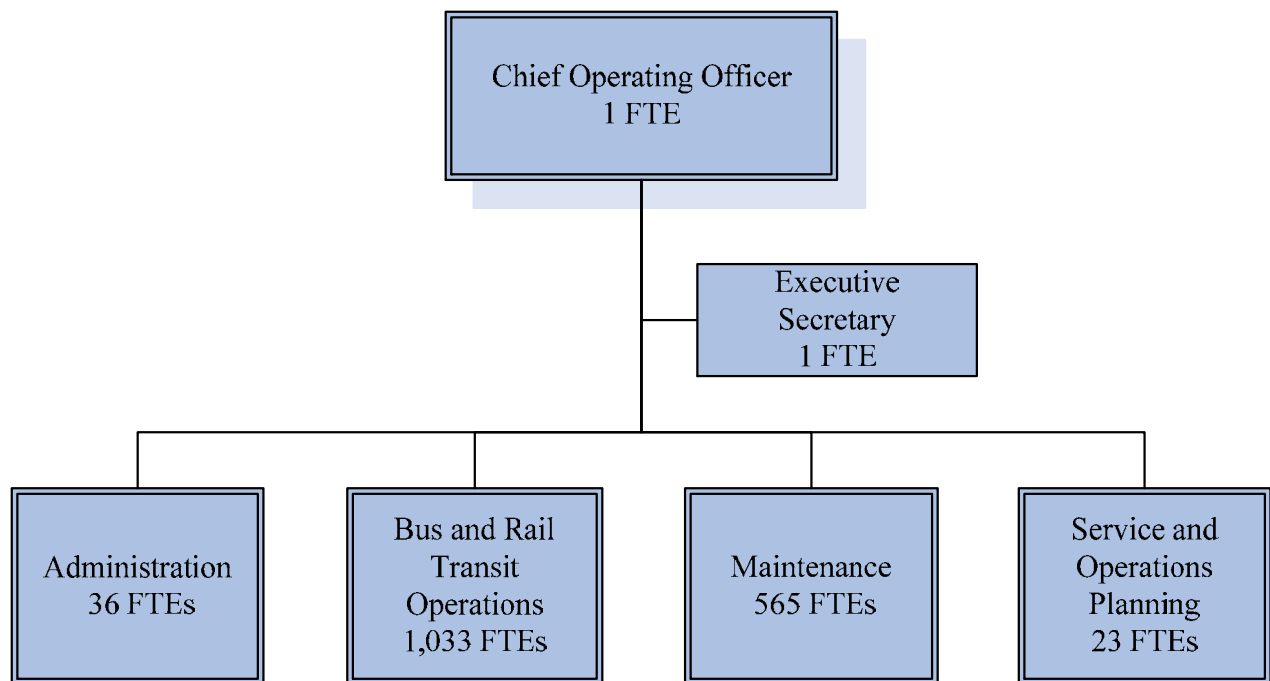 Chief Operating Officer
1 FTE
Executive
Secretary
1 FTE
Administration
36 FTEs
Bus and Rail
Transit
Operations
1,033 FTEs
Maintenance
565 FTEs
Service and
Operations
Planning
23 FTEs